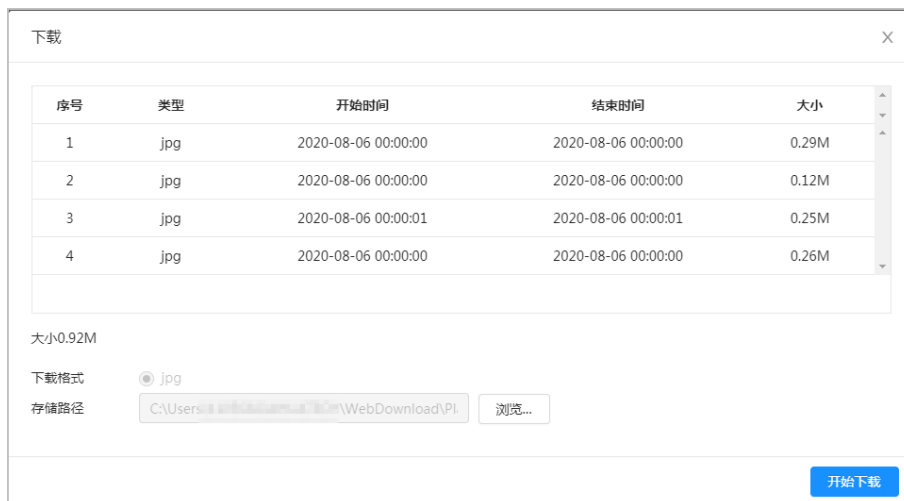 下载
序号 类型 开始时间 结束时间 大小
1 jpg 2020-08-06 00:00:00 2020-08-06 00:00:00 0.29M
2 jpg 2020-08-06 00:00:00 2020-08-06 00:00:00 0.12M
3 jpg 2020-08-06 00:00:01 2020-08-06 00:00:01 0.25M
4 jpg 2020-08-06 00:00:00 2020-08-06 00:00:00 0.26M
大小0.92M
下载格式 jpg
存储路径 C:\Users \WebDownload\Pl 浏览...
开始下载